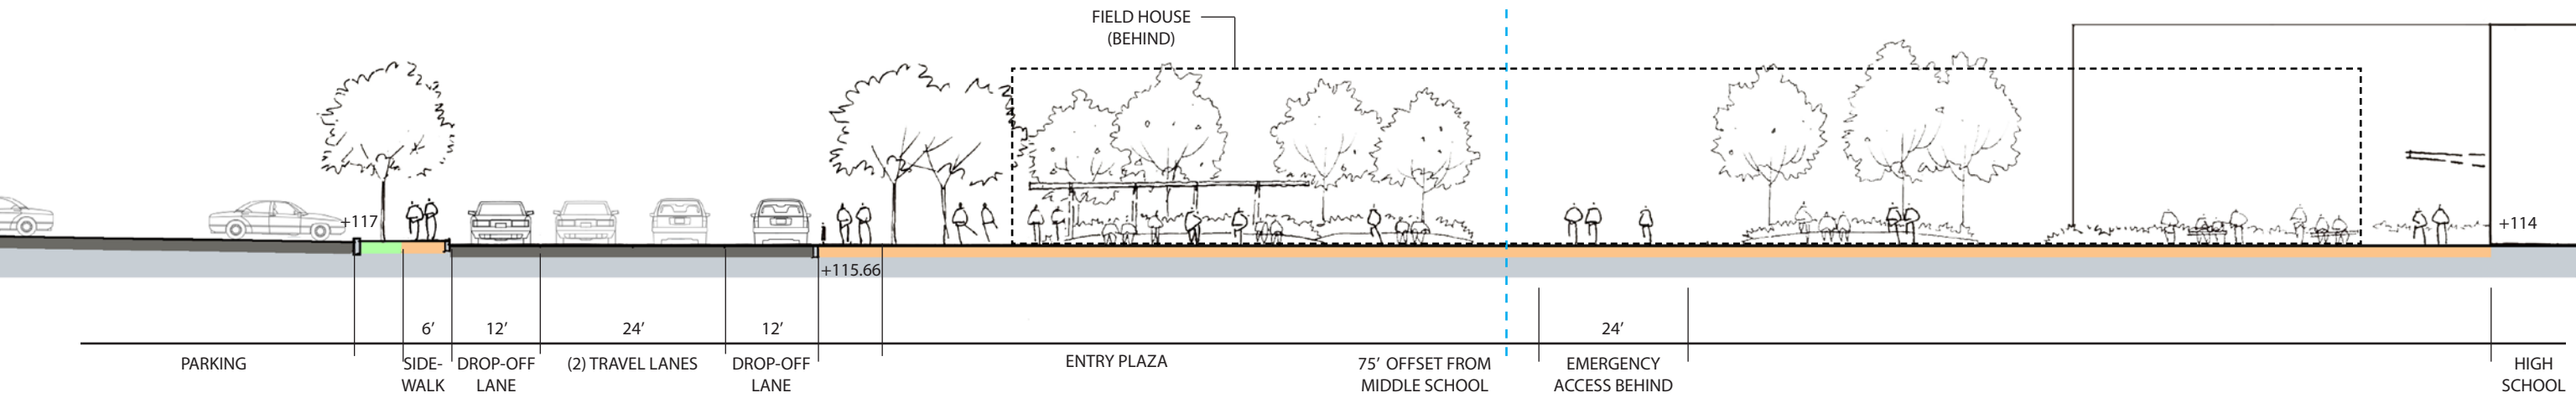 FIELD HOUSE
(BEHIND)
+117
+114
+115.66
6’
12’
24’
12’
24’
PARKING
SIDE-
WALK
DROP-OFF
LANE
(2) TRAVEL LANES
DROP-OFF
LANE
ENTRY PLAZA
75’ OFFSET FROM
MIDDLE SCHOOL
EMERGENCY
ACCESS BEHIND
HIGH
SCHOOL